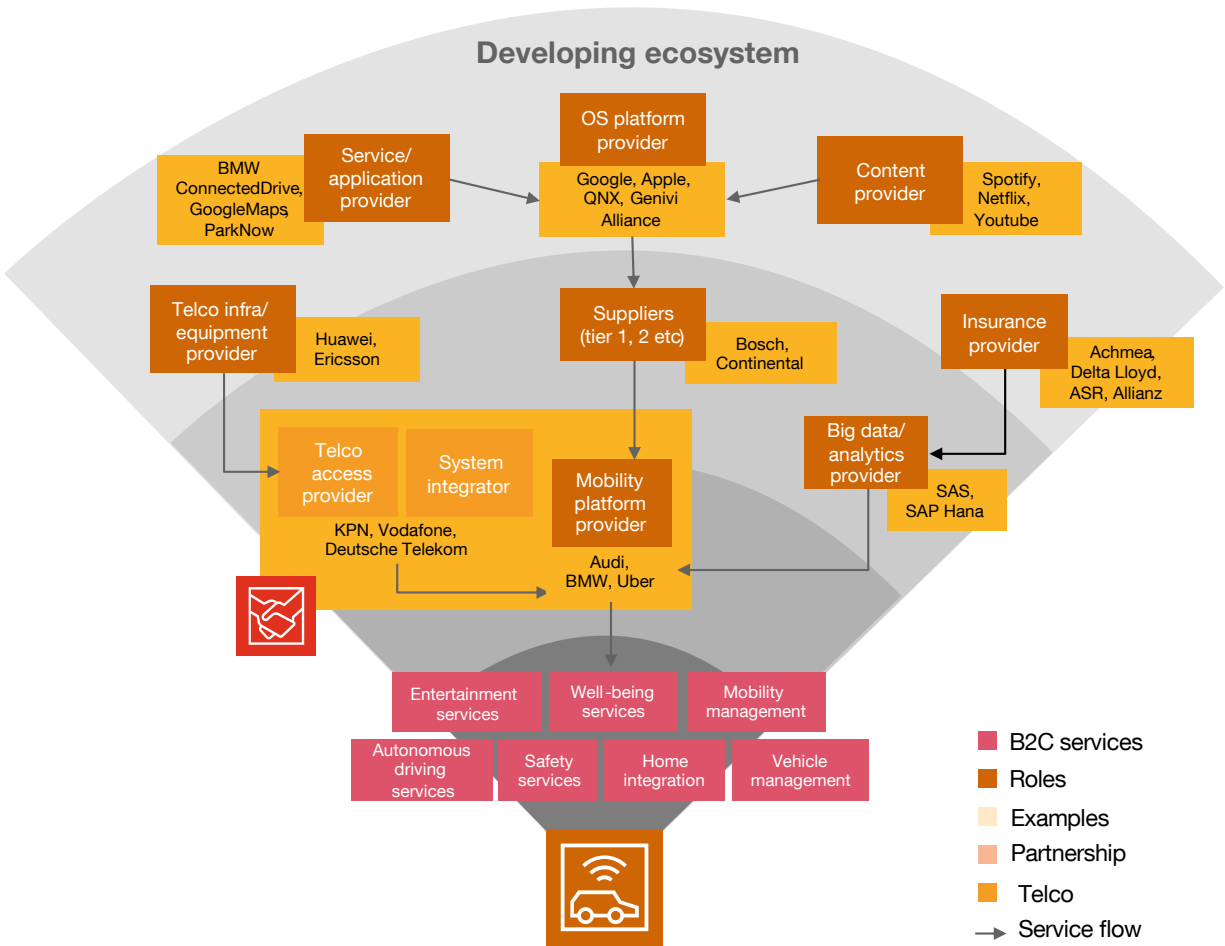 Developing ecosystem
OS platform
provider
Service/
application
provider
BMW
ConnectedDrive,
GoogleMaps,
ParkNow
Google, Apple,
QNX, Genivi
Alliance
Content
provider
Spotify,
Netflix,
Youtube
Telco infra/
equipment
provider
Huawei,
Ericsson
Suppliers
(tier 1, 2 etc)
Bosch,
Continental
Insurance
provider
Achmea,
Delta Lloyd,
ASR, Allianz
Telco
access
provider
System
integrator
KPN, Vodafone,
Deutsche Telekom
Mobility
platform
provider
Audi,
BMW, Uber
Big data/
analytics
provider
SAS,
SAP Hana
Entertainment
services
Well-being
services
Mobility
management
Autonomous
driving
services
Safety
services
Home
integration
Vehicle
management
B2C services
Roles
Examples
Partnership
Telco
Service flow